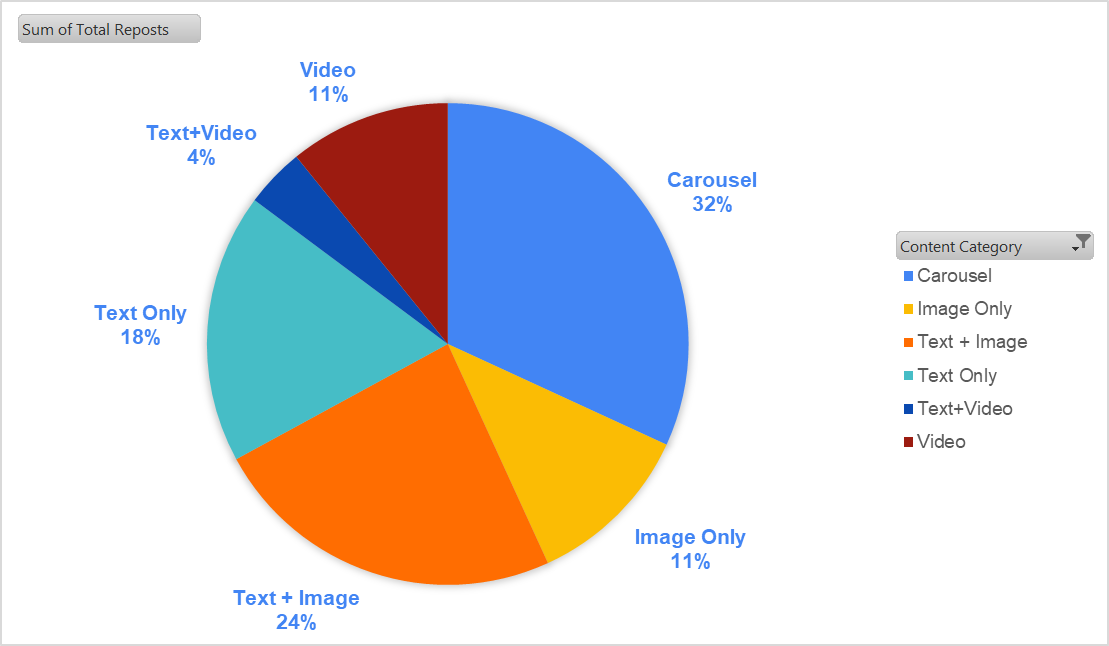 Sum of Total Reposts
Video
11%
Text+Video
4%
Carousel
32%
Text Only
18%
Image Only
11%
Text + Image
24%
Content Category
Carousel
Image Only
Text + Image
Text Only
Text+Video
Video